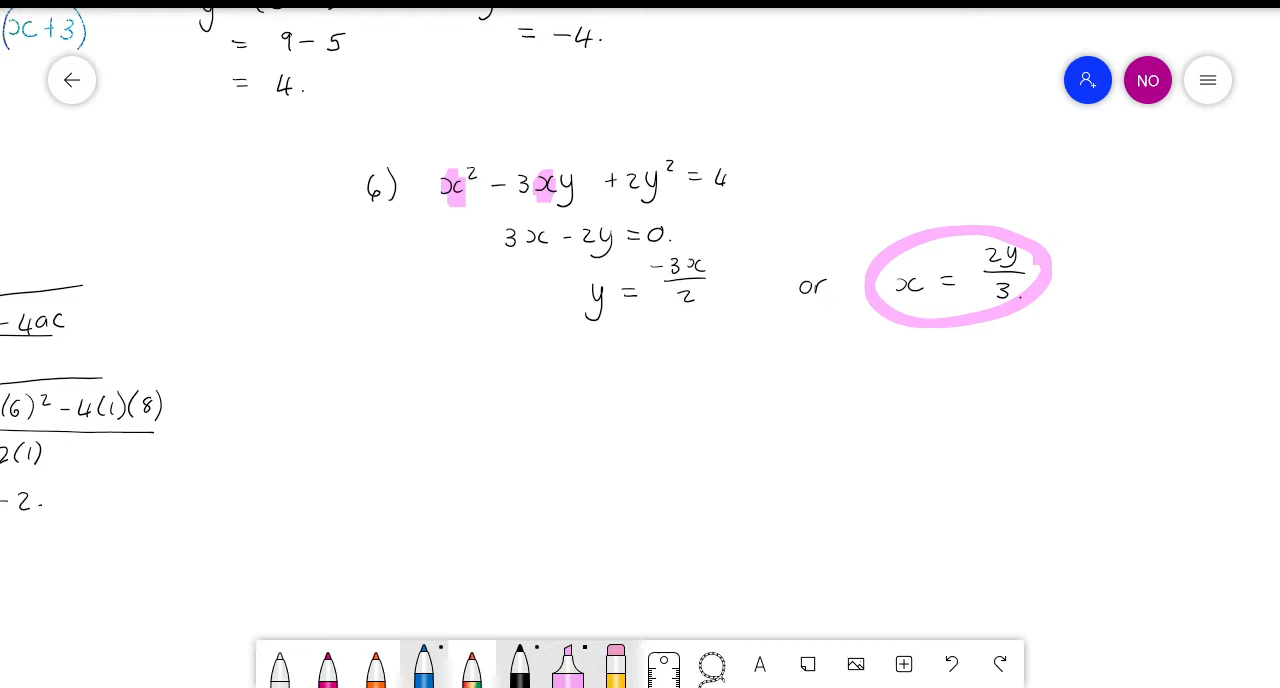 (x+3)
= 9 - 5
= 4.
= -4.
NO
6) x² - 3xy + 2y² = 4
3x - 2y = 0.
y = -3x/2 or x = 2y/3.
- 4ac
(6)² - 4(1)(8)
2(1)
- 2.
A